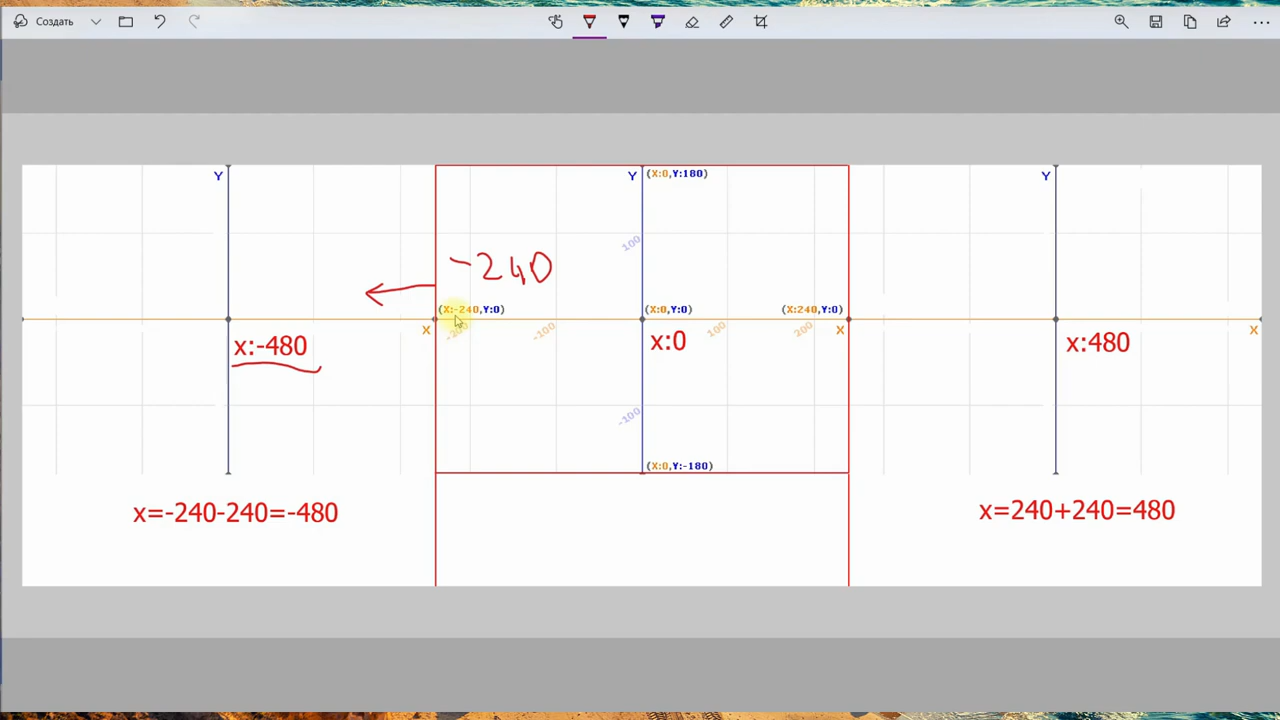 Создать
Y
Y
(X:0,Y:180)
Y
100
-240
(X:-240,Y:0)
(X:0,Y:0)
(X:240,Y:0)
X
-200
-100
100
200
X
X
x:-480
x:0
x:480
-100
(X:0,Y:-180)
x=-240-240=-480
x=240+240=480